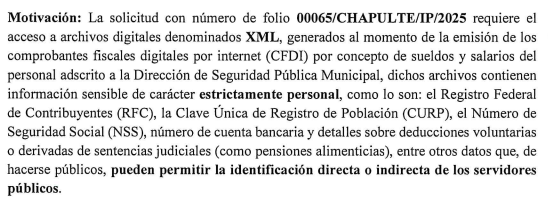 Motivación: La solicitud con número de folio 00065/CHAPULTE/IP/2025 requiere el
acceso a archivos digitales denominados XML, generados al momento de la emisión de los
comprobantes fiscales digitales por internet (CFDI) por concepto de sueldos y salarios del
personal adscrito a la Dirección de Seguridad Pública Municipal, dichos archivos contienen
información sensible de carácter estrictamente personal, como lo son: el Registro Federal
de Contribuyentes (RFC), la Clave Única de Registro de Población (CURP), el Número de
Seguridad Social (NSS), número de cuenta bancaria y detalles sobre deducciones voluntarias
o derivadas de sentencias judiciales (como pensiones alimenticias), entre otros datos que, de
hacerse públicos, pueden permitir la identificación directa o indirecta de los servidores
públicos.